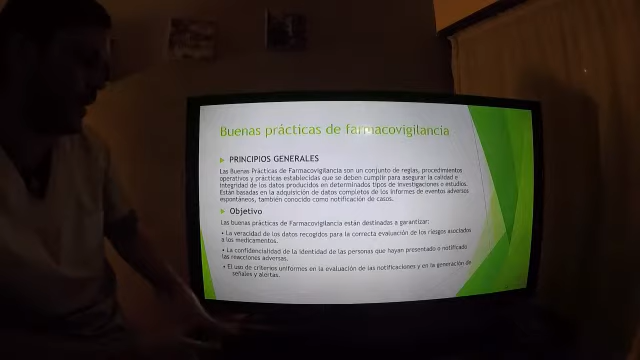 Buenas prácticas de farmacovigilancia
PRINCIPIOS GENERALES
Las Buenas Prácticas de Farmacovigilancia son un conjunto de reglas, procedimientos
operativos y prácticas establecidas que se deben cumplir para asegurar la calidad e
integridad de los datos producidos en determinados tipos de investigaciones o estudios.
Están basadas en la adquisición de datos completos de los informes de eventos adversos
espontáneos, también conocido como notificación de casos.
Objetivo
Las buenas prácticas de Farmacovigilancia están destinados a garantizar:
• La veracidad de los datos recogidos para la correcta evaluación de los riesgos asociados
a los medicamentos.
• La confidencialidad de la identidad de las personas que hayan presentado o notificado
las reacciones adversas.
• El uso de criterios uniformes en la evaluación de las notificaciones y en la generación de
señales y alertas.